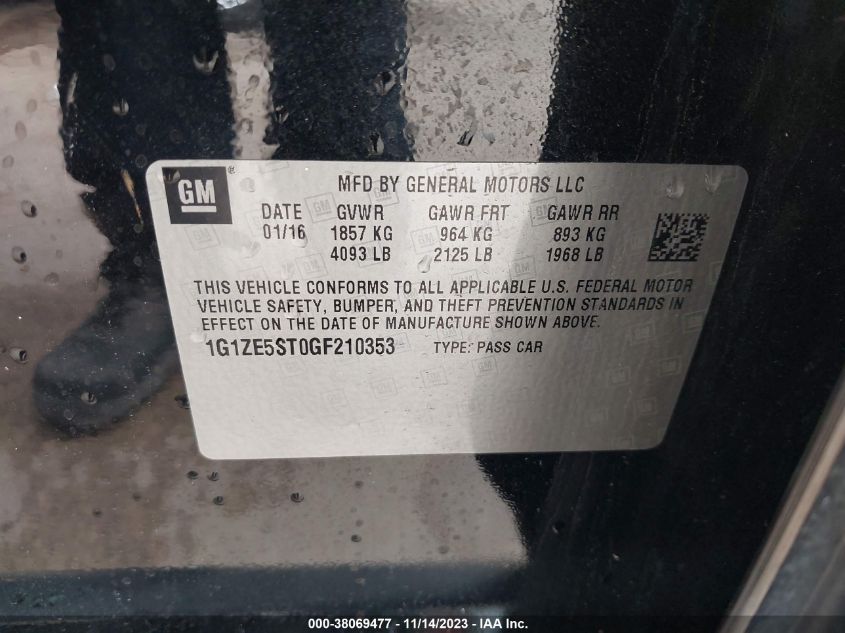 GM®
MFD BY GENERAL MOTORS LLC
DATE GVWR GAWR FRT GAWR RR
01/16 1857 KG 964 KG 893 KG
4093 LB 2125 LB 1968 LB
THIS VEHICLE CONFORMS TO ALL APPLICABLE U.S. FEDERAL MOTOR
VEHICLE SAFETY, BUMPER, AND THEFT PREVENTION STANDARDS IN
EFFECT ON THE DATE OF MANUFACTURE SHOWN ABOVE.
1G1ZE5ST0GF210353 TYPE: PASS CAR
000-38069477 - 11/14/2023 - IAA Inc.